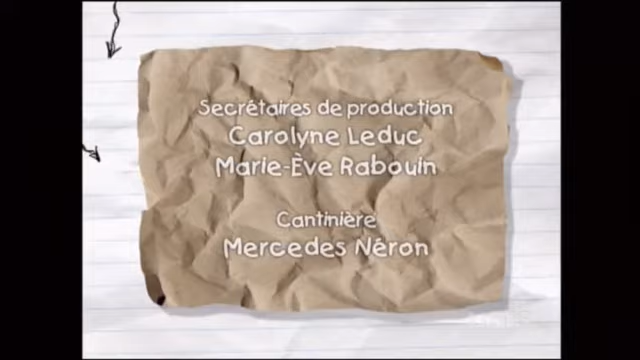 Secrétaires de production
Carolyne Leduc
Marie-Ève Rabouin
Cantinière
Mercedes Néron